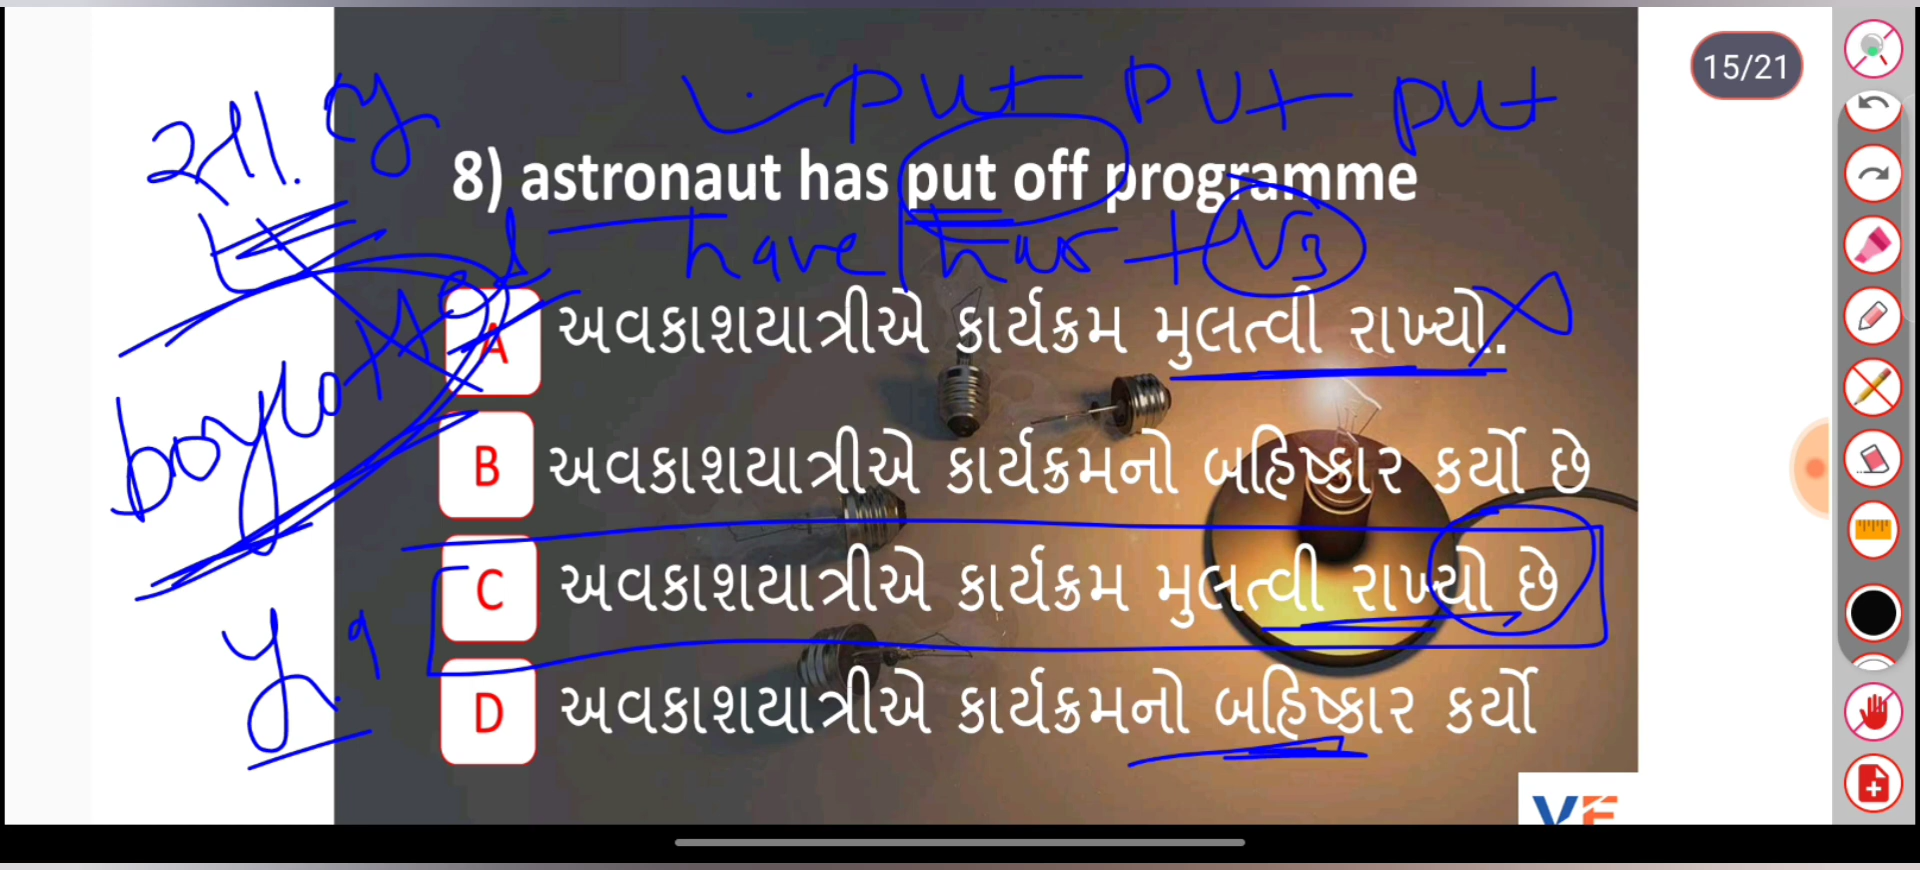 15/21
put put put
સા. ભૂ
8) astronaut has put off programme
have / has + V3
A અવકાશયાત્રીએ કાર્યક્રમ મુલત્વી રાખ્યો.
B અવકાશયાત્રીએ કાર્યક્રમનો બહિષ્કાર કર્યો છે
C અવકાશયાત્રીએ કાર્યક્રમ મુલત્વી રાખ્યો છે
D અવકાશયાત્રીએ કાર્યક્રમનો બહિષ્કાર કર્યો
VE